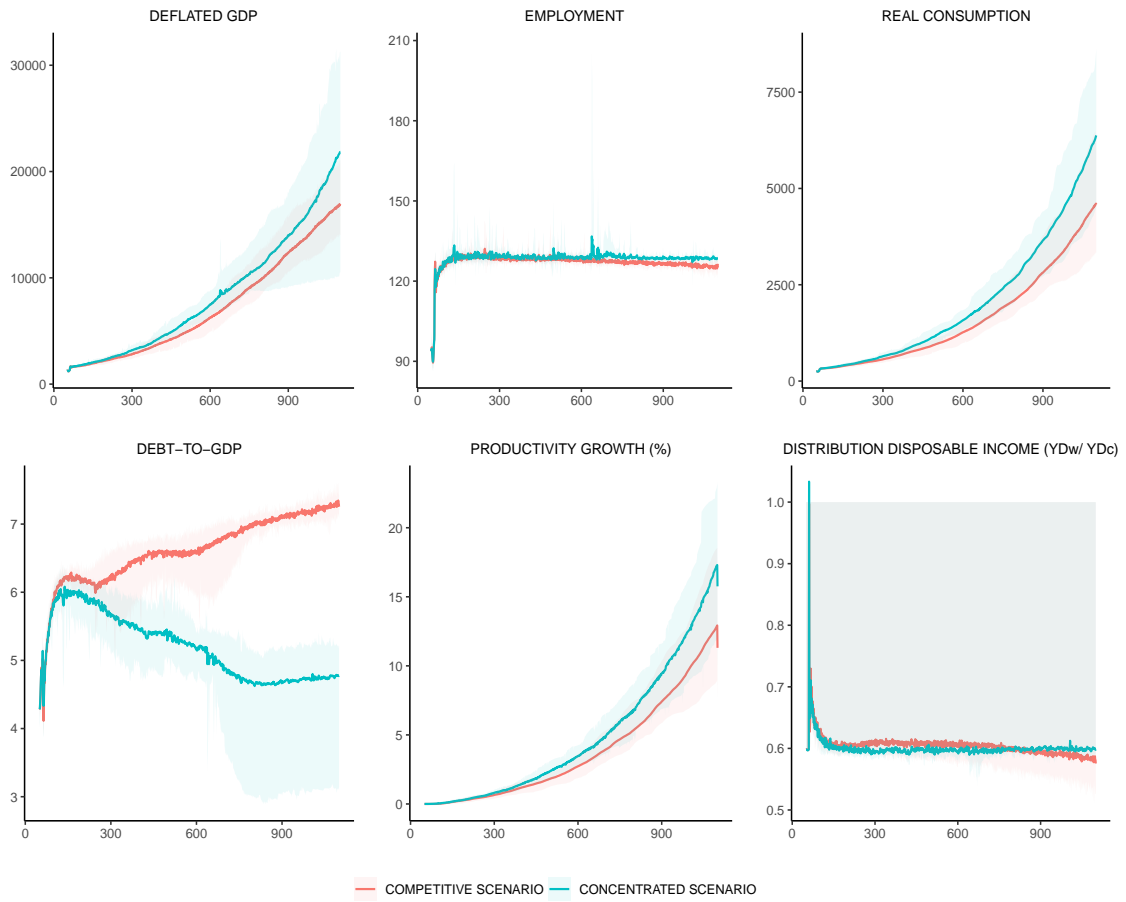 DEFLATED GDP
EMPLOYMENT
REAL CONSUMPTION
30000
20000
10000
0
0 300 600 900
210
180
150
120
90
0 300 600 900
7500
5000
2500
0
0 300 600 900
DEBT−TO−GDP
PRODUCTIVITY GROWTH (%)
DISTRIBUTION DISPOSABLE INCOME (YDw/ YDc)
7
6
5
4
3
0 300 600 900
20
15
10
5
0
0 300 600 900
1.0
0.9
0.8
0.7
0.6
0.5
0 300 600 900
COMPETITIVE SCENARIO CONCENTRATED SCENARIO